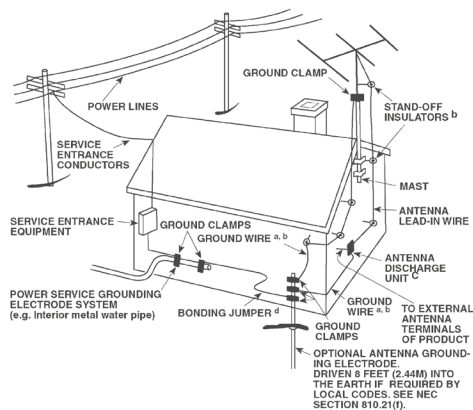 GROUND CLAMP
POWER LINES
STAND-OFF
INSULATORS b
SERVICE
ENTRANCE
CONDUCTORS
MAST
ANTENNA
LEAD-IN WIRE
SERVICE ENTRANCE
EQUIPMENT
GROUND CLAMPS
GROUND WIRE a, b
ANTENNA
DISCHARGE
UNIT C
POWER SERVICE GROUNDING
ELECTRODE SYSTEM
(e.g. Interior metal water pipe)
BONDING JUMPER d
GROUND
WIRE a, b
GROUND
CLAMPS
TO EXTERNAL
ANTENNA
TERMINALS
OF PRODUCT
OPTIONAL ANTENNA GROUND-
ING ELECTRODE.
DRIVEN 8 FEET (2.44M) INTO
THE EARTH IF REQUIRED BY
LOCAL CODES. SEE NEC
SECTION 810.21(f).